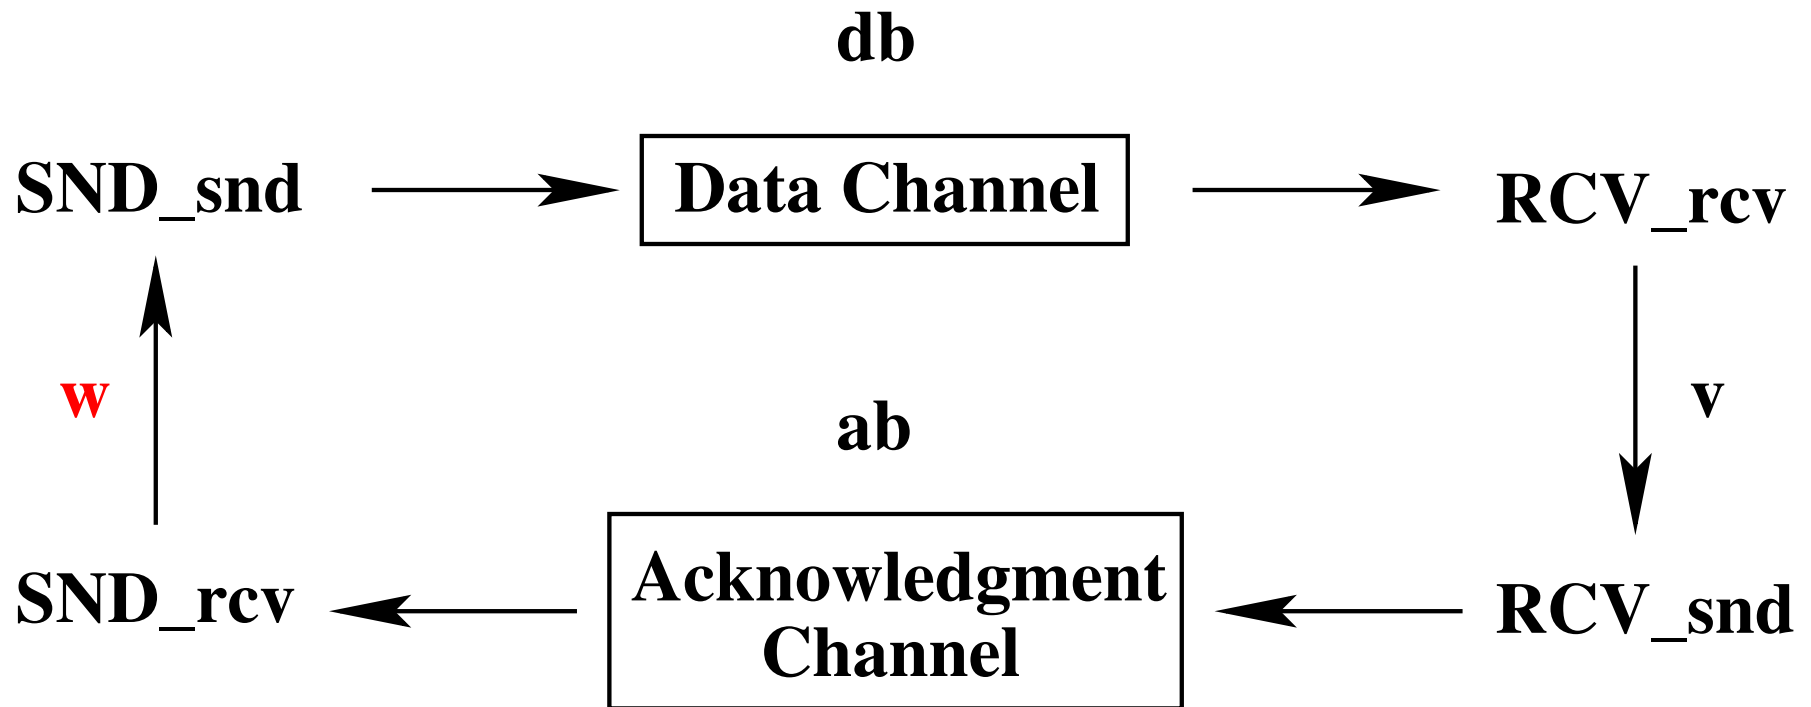 db
SND_snd
Data Channel
RCV_rcv
w
v
ab
SND_rcv
Acknowledgment
Channel
RCV_snd